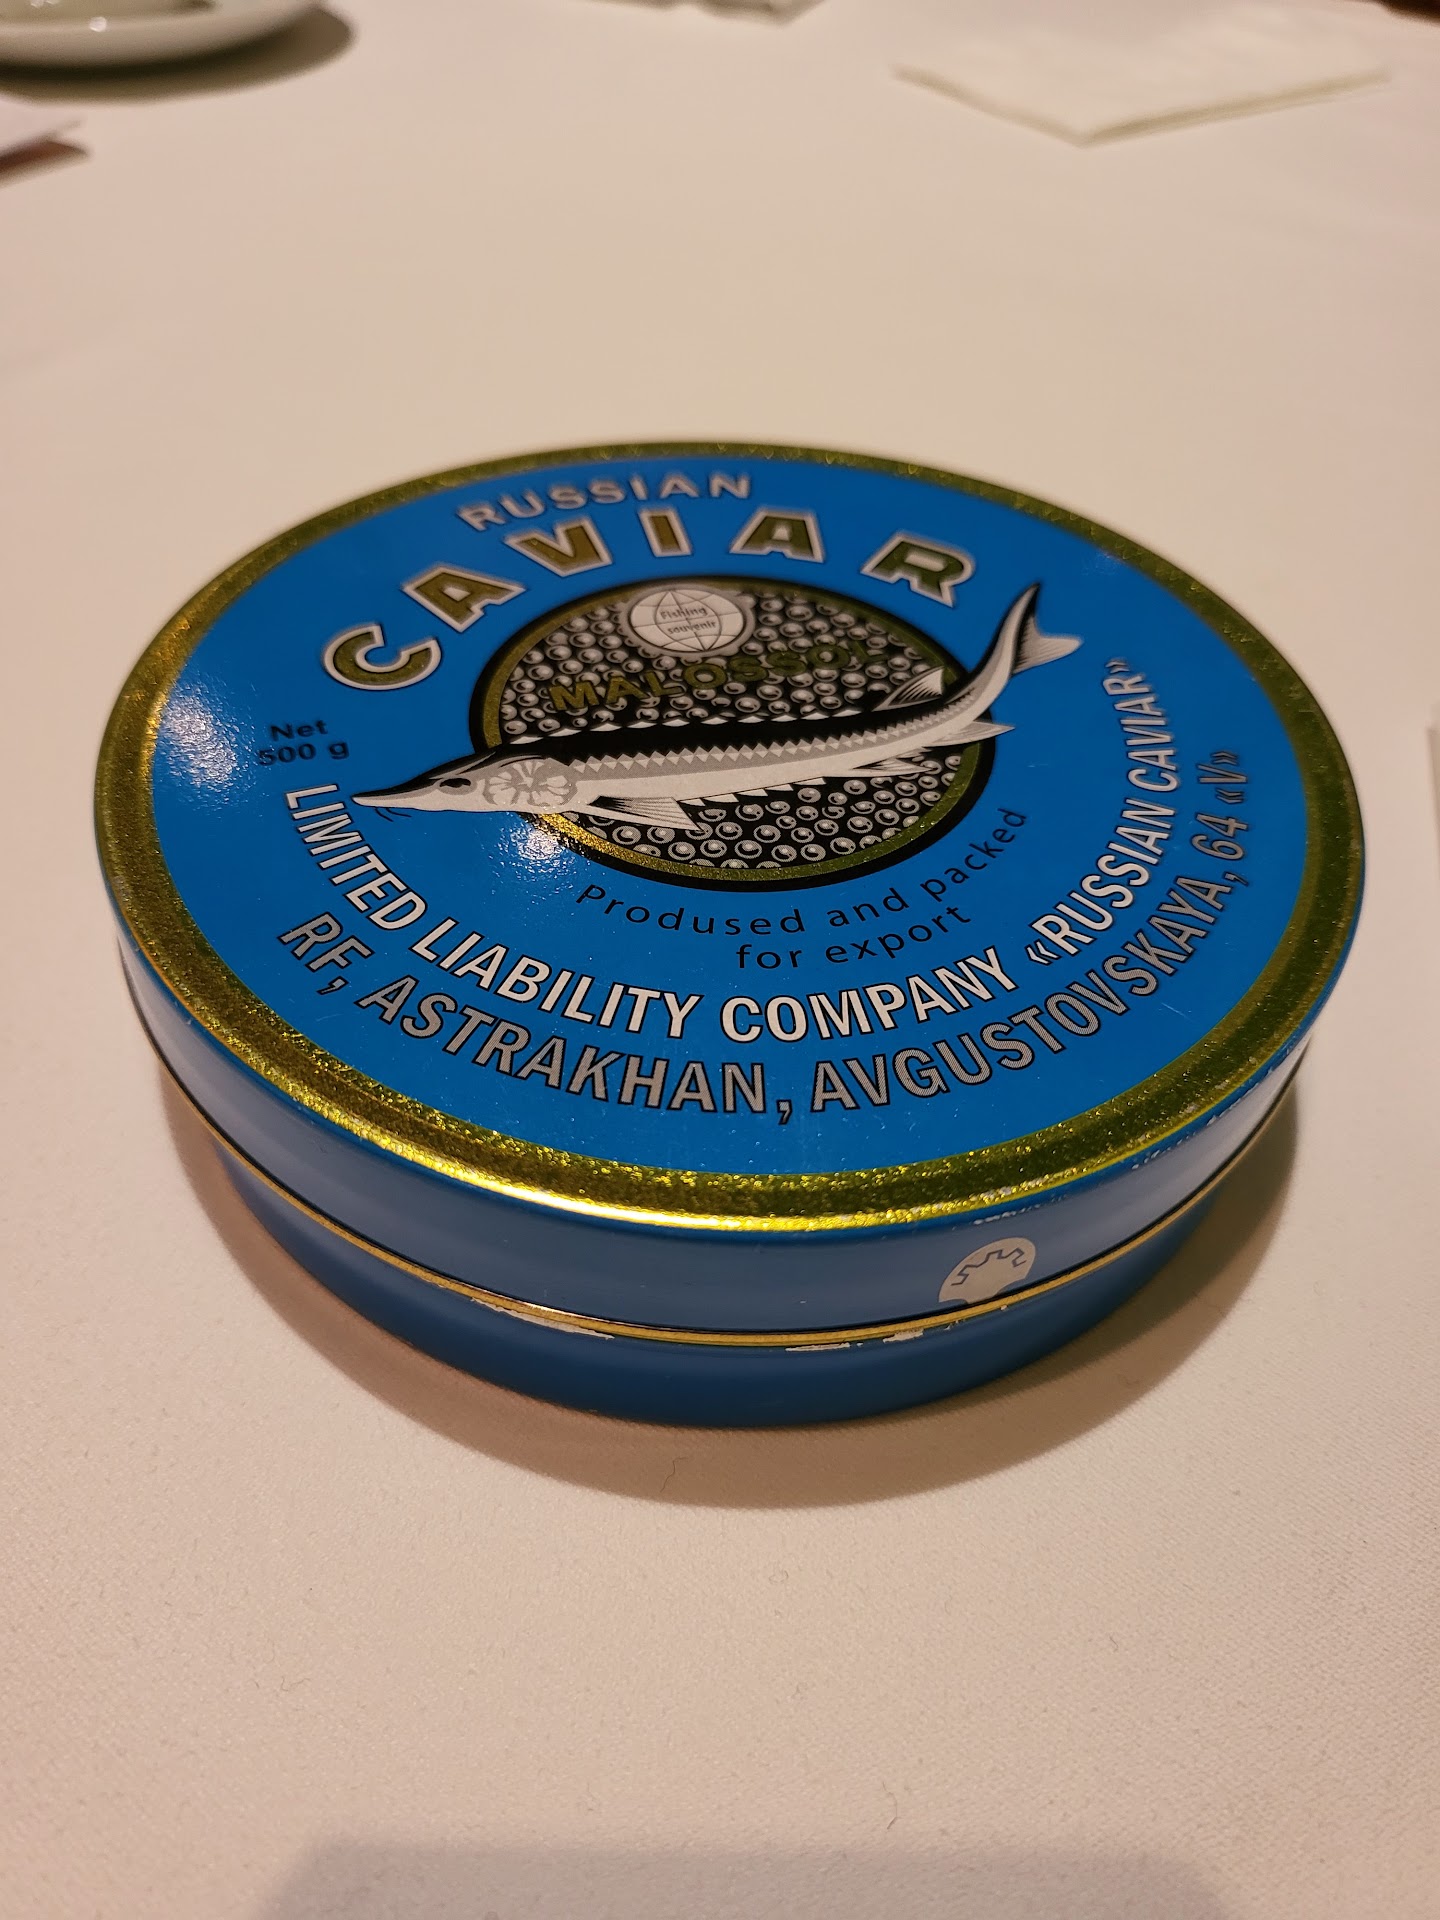 RUSSIAN
CAVIAR
Fishing
souvenir
MALOSSOL
Net
500 g
Prodused and packed
for export
LIMITED LIABILITY COMPANY «RUSSIAN CAVIAR»
RF, ASTRAKHAN, AVGUSTOVSKAYA, 64 «V»